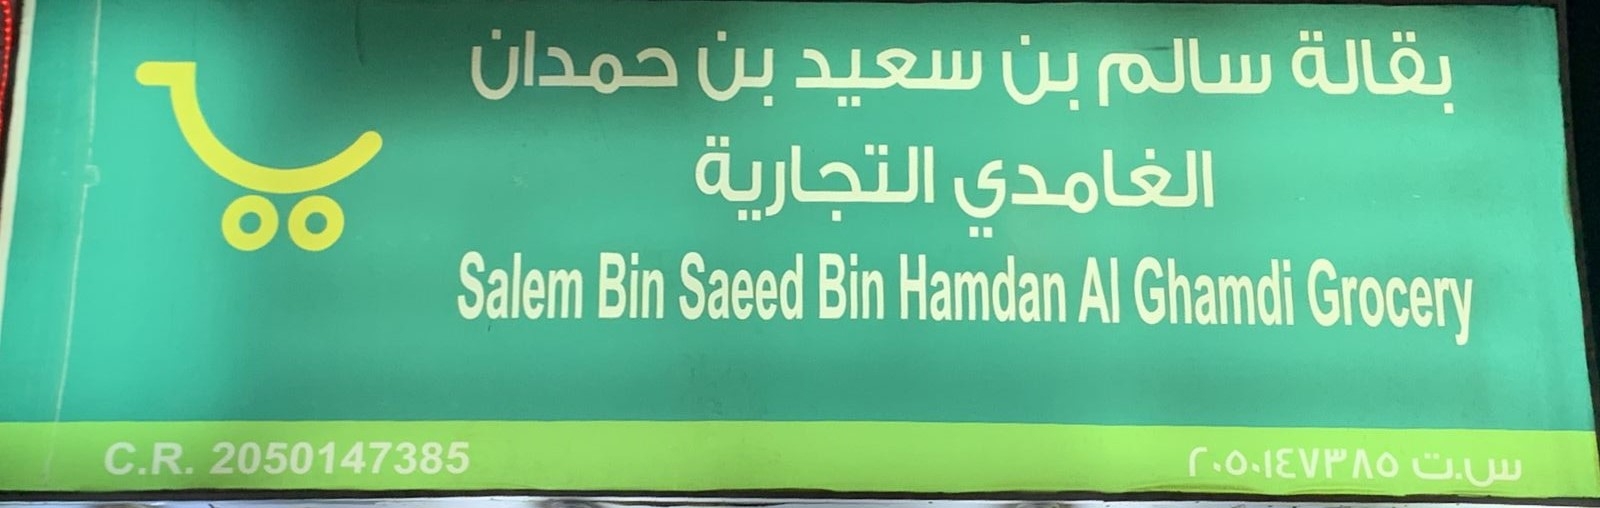 بقالة سالم بن سعيد بن حمدان
الغامدي التجارية
Salem Bin Saeed Bin Hamdan Al Ghamdi Grocery
C.R. 2050147385
س.ت ٢٠٥٠١٤٧٣٨٥